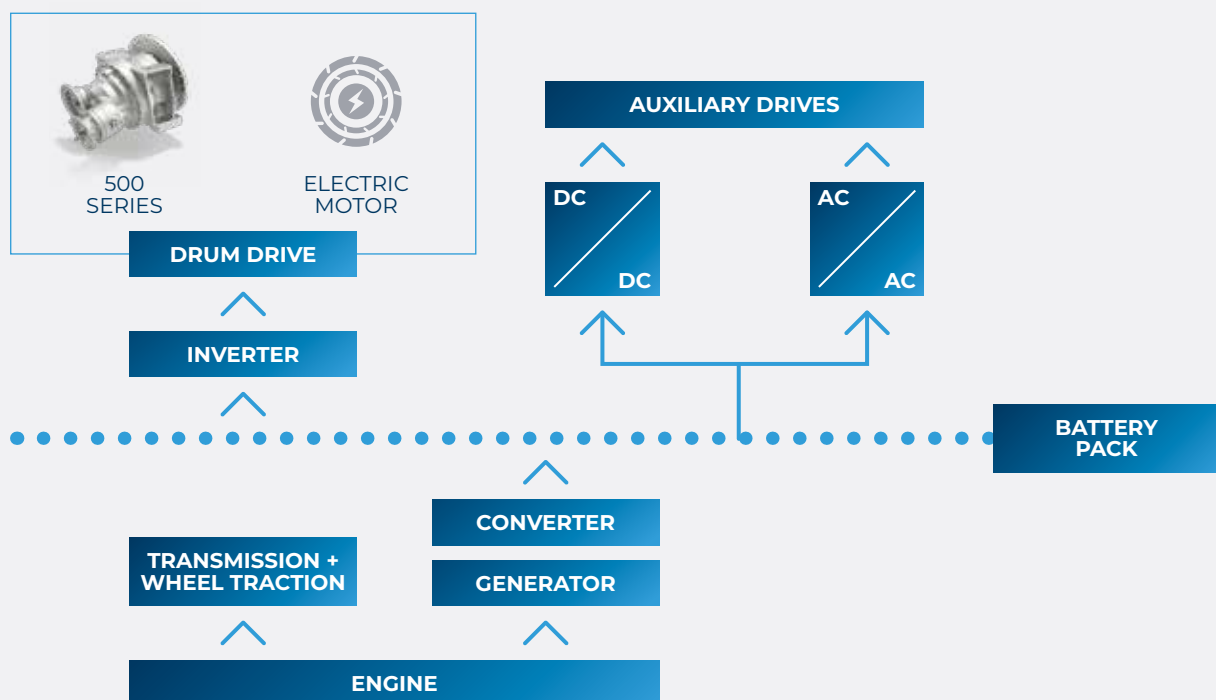 500
SERIES
ELECTRIC
MOTOR
DRUM DRIVE
INVERTER
AUXILIARY DRIVES
DC
DC
AC
AC
BATTERY
PACK
CONVERTER
GENERATOR
TRANSMISSION +
WHEEL TRACTION
ENGINE